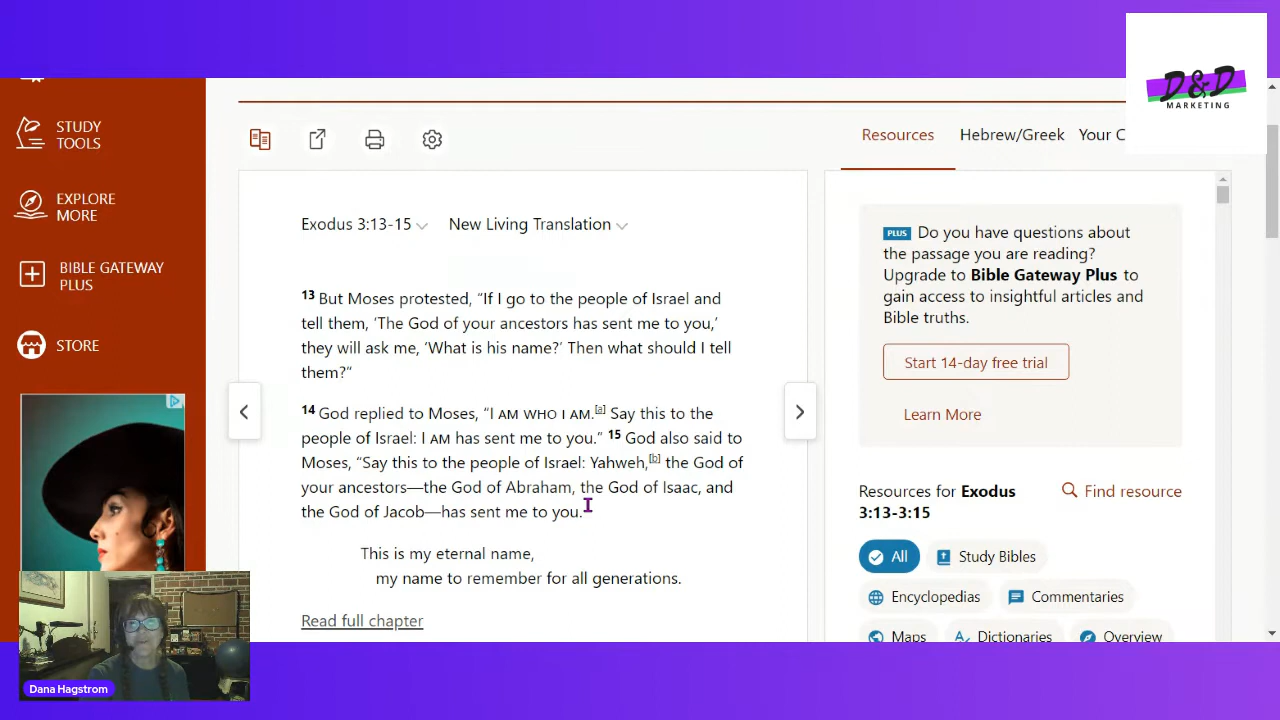 D&D
MARKETING
STUDY
TOOLS
EXPLORE
MORE
BIBLE GATEWAY
PLUS
STORE
Resources
Hebrew/Greek
Your C
Exodus 3:13-15
New Living Translation
13 But Moses protested, “If I go to the people of Israel and
tell them, ‘The God of your ancestors has sent me to you,’
they will ask me, ‘What is his name?’ Then what should I tell
them?”
14 God replied to Moses, “I AM WHO I AM.[a] Say this to the
people of Israel: I AM has sent me to you.” 15 God also said to
Moses, “Say this to the people of Israel: Yahweh,[b] the God of
your ancestors—the God of Abraham, the God of Isaac, and
the God of Jacob—has sent me to you.
This is my eternal name,
my name to remember for all generations.
Read full chapter
PLUS Do you have questions about
the passage you are reading?
Upgrade to Bible Gateway Plus to
gain access to insightful articles and
Bible truths.
Start 14-day free trial
Learn More
Resources for Exodus
3:13-3:15
Find resource
All
Study Bibles
Encyclopedias
Commentaries
Maps
Dictionaries
Overview
Dana Hagstrom